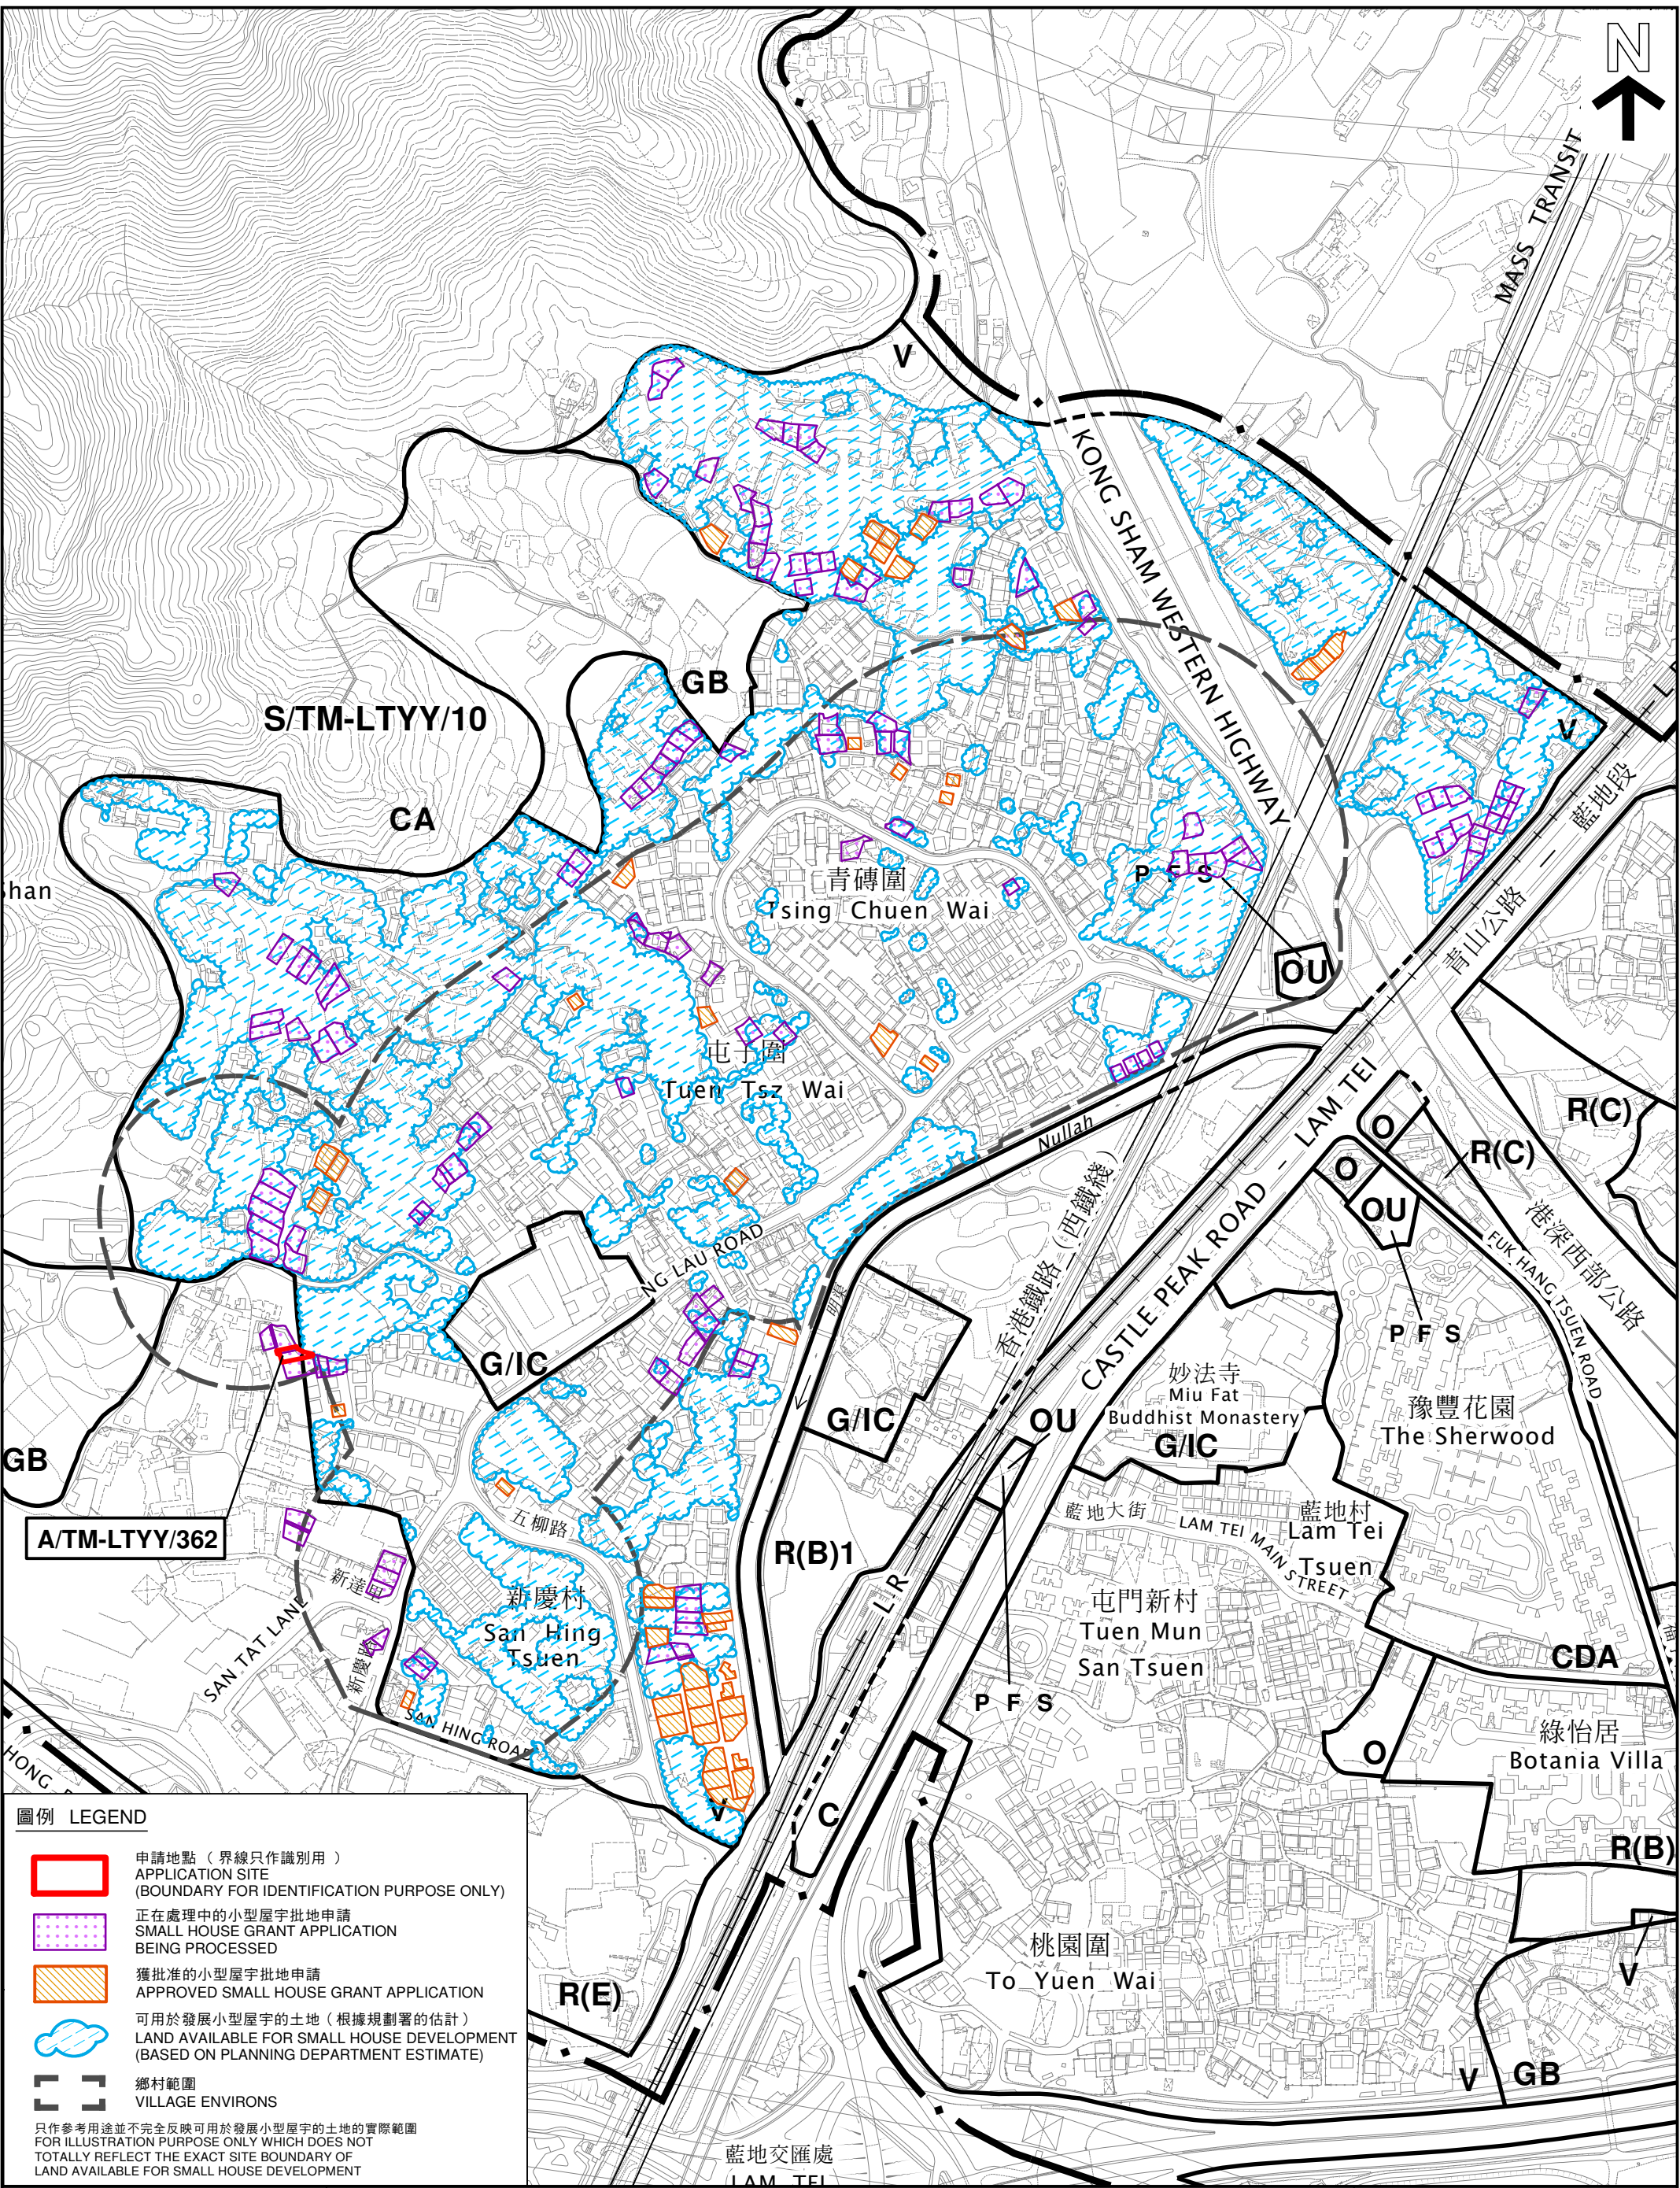 N
MASS TRANSIT
V
KONG SHAM WESTERN HIGHWAY
GB
S/TM-LTYY/10
CA
V
藍地段
Shan
青磚圍
Tsing Chuen Wai
P F S
青山公路
OU
屯子圍
Tuen Tsz Wai
Nullah
CASTLE PEAK ROAD - LAM TEI
香港鐵路（西鐵綫）
O
R(C)
R(C)
O
OU
港深西部公路
FUK HANG TSUEN ROAD
P F S
NG LAU ROAD
明渠
G/IC
G/IC
OU
妙法寺
Miu Fat
Buddhist Monastery
G/IC
豫豐花園
The Sherwood
GB
A/TM-LTYY/362
五柳路
R(B)1
L R
藍地大街
LAM TEI MAIN STREET
藍地村
Lam Tei
Tsuen
新達里
SAN TAT LANE
新慶路
新慶村
San Hing
Tsuen
屯門新村
Tuen Mun
San Tsuen
CDA
P F S
SAN HING ROAD
HONG
O
綠怡居
Botania Villa
V
C
R(B)
R(E)
桃園圍
To Yuen Wai
V
V
GB
藍地交匯處
LAM TEI
圖例 LEGEND
申請地點（界線只作識別用）
APPLICATION SITE
(BOUNDARY FOR IDENTIFICATION PURPOSE ONLY)
正在處理中的小型屋宇批地申請
SMALL HOUSE GRANT APPLICATION
BEING PROCESSED
獲批准的小型屋宇批地申請
APPROVED SMALL HOUSE GRANT APPLICATION
可用於發展小型屋宇的土地（根據規劃署的估計）
LAND AVAILABLE FOR SMALL HOUSE DEVELOPMENT
(BASED ON PLANNING DEPARTMENT ESTIMATE)
鄉村範圍
VILLAGE ENVIRONS
只作參考用途並不完全反映可用於發展小型屋宇的土地的實際範圍
FOR ILLUSTRATION PURPOSE ONLY WHICH DOES NOT
TOTALLY REFLECT THE EXACT SITE BOUNDARY OF
LAND AVAILABLE FOR SMALL HOUSE DEVELOPMENT